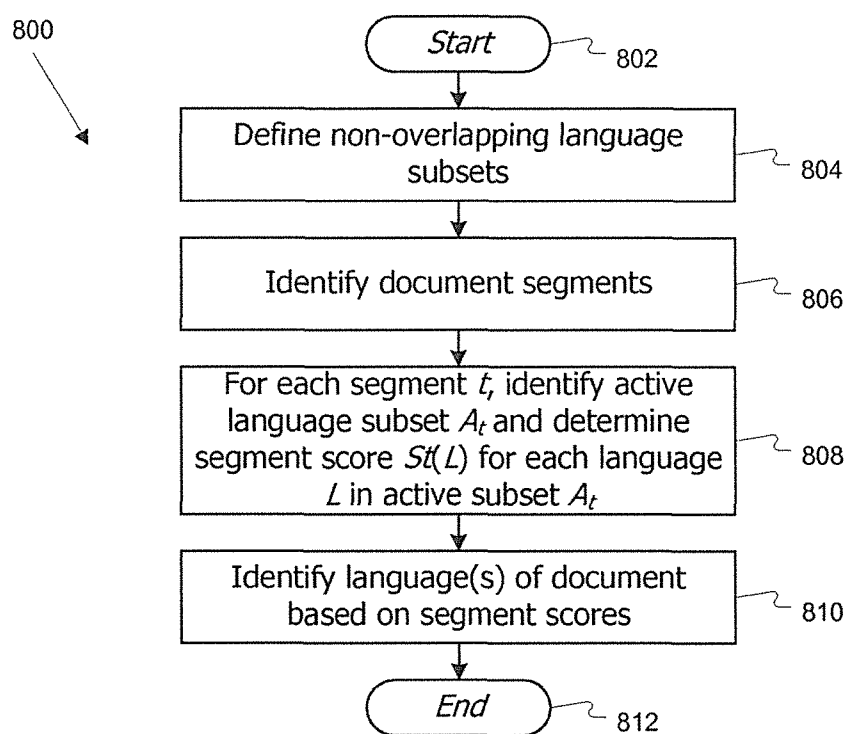 800
Start
802
Define non-overlapping language
subsets
804
Identify document segments
806
For each segment t, identify active
language subset Aₜ and determine
segment score St(L) for each language
L in active subset Aₜ
808
Identify language(s) of document
based on segment scores
810
End
812